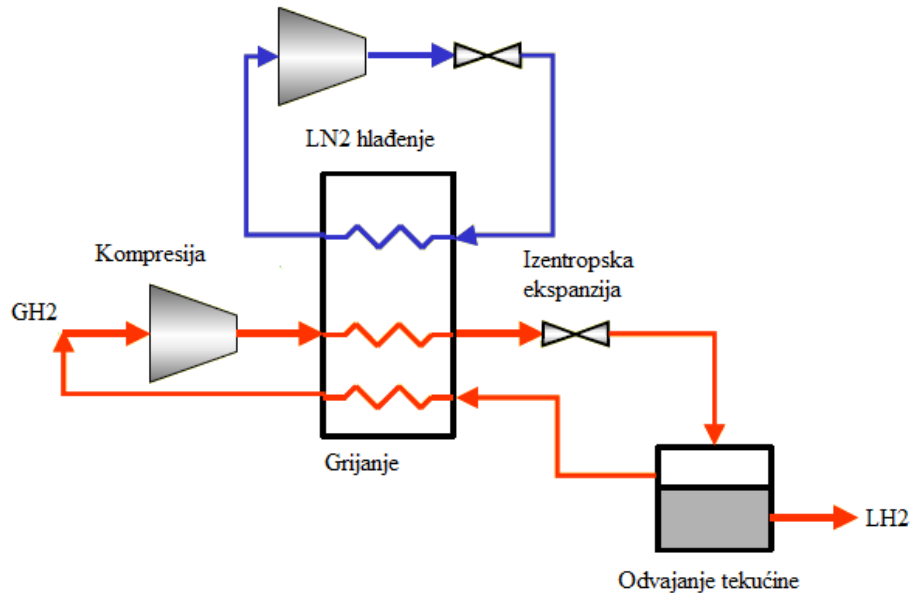 LN2 hlađenje
Kompresija
Izentropska
ekspanzija
GH2
Grijanje
LH2
Odvajanje tekućine